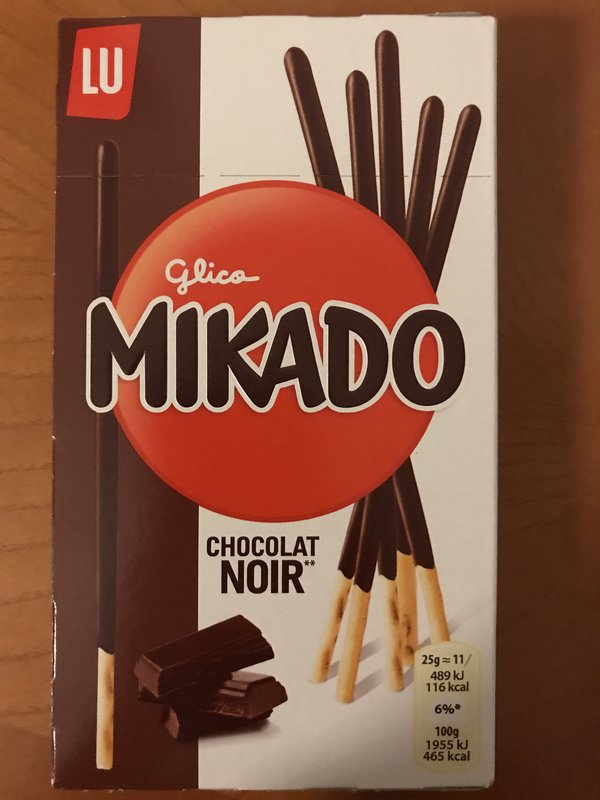 LU
Glico
MIKADO
CHOCOLAT
NOIR**
25g ≈ 11/
489 kJ
116 kcal
6%*
100g
1955 kJ
465 kcal